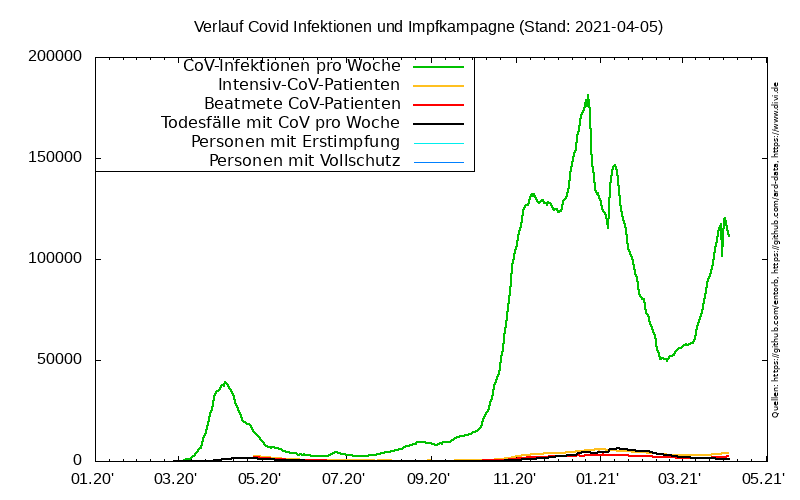 Verlauf Covid Infektionen und Impfkampagne (Stand: 2021-04-05)
200000
150000
100000
50000
0
CoV-Infektionen pro Woche
Intensiv-CoV-Patienten
Beatmete CoV-Patienten
Todesfälle mit CoV pro Woche
Personen mit Erstimpfung
Personen mit Vollschutz
01.20' 03.20' 05.20' 07.20' 09.20' 11.20' 01.21' 03.21' 05.21'
Quellen: https://github.com/entorb, https://github.com/ard-data, https://www.divi.de